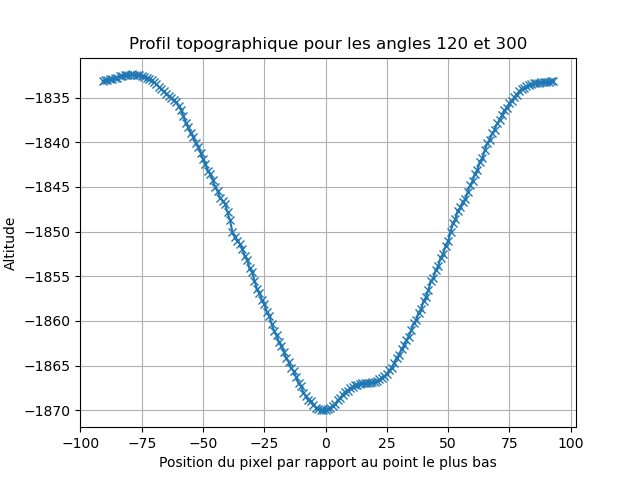 Profil topographique pour les angles 120 et 300
−1835
−1840
−1845
−1850
−1855
−1860
−1865
−1870
Altitude
−100 −75 −50 −25 0 25 50 75 100
Position du pixel par rapport au point le plus bas